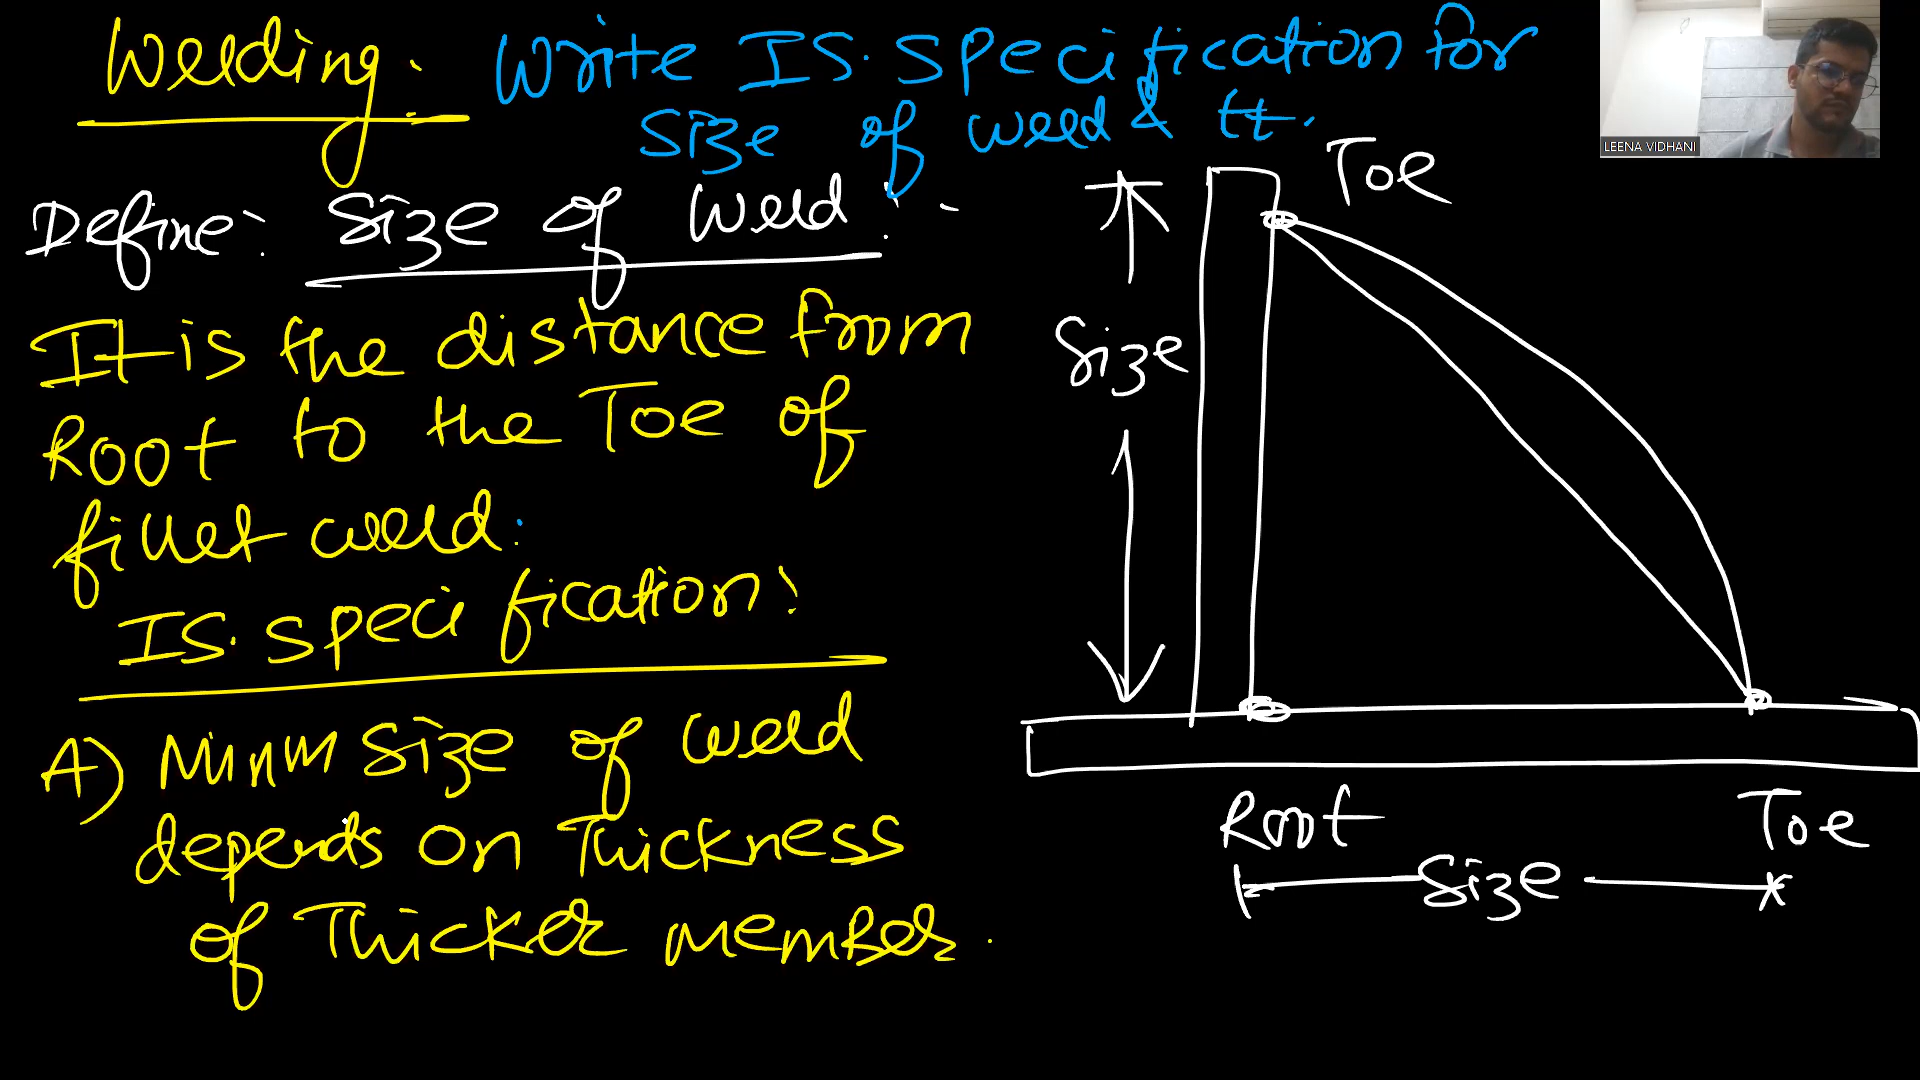 Welding:
Write IS. specification for
size of weld & tt.
Define: Size of Weld:-
It is the distance from
Root to the Toe of
fillet weld.
IS. specification:
A) Minm size of weld
depends on Thickness
of Thicker member.
Toe
Size
Root
Toe
Size
LEENA VIDHANI